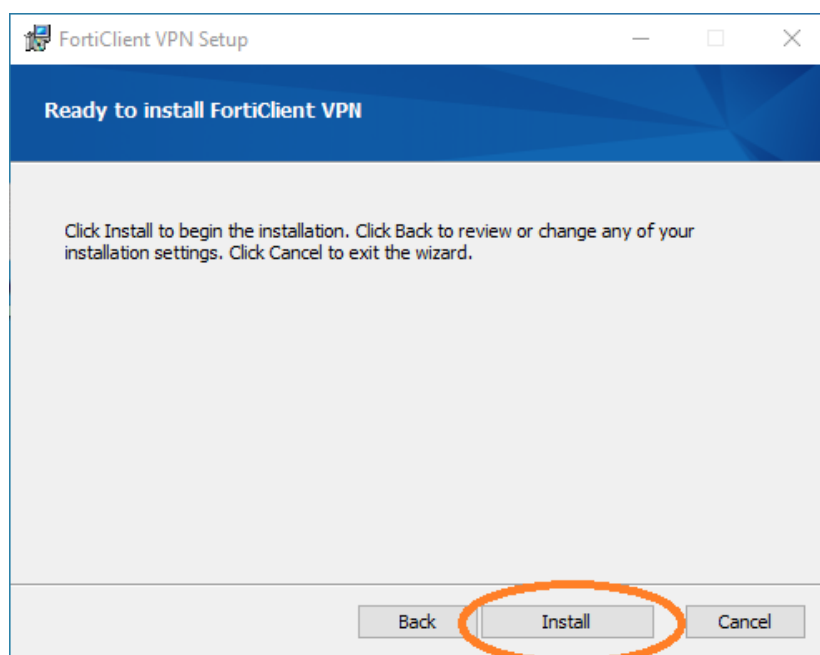 FortiClient VPN Setup
Ready to install FortiClient VPN
Click Install to begin the installation. Click Back to review or change any of your
installation settings. Click Cancel to exit the wizard.
Back Install Cancel